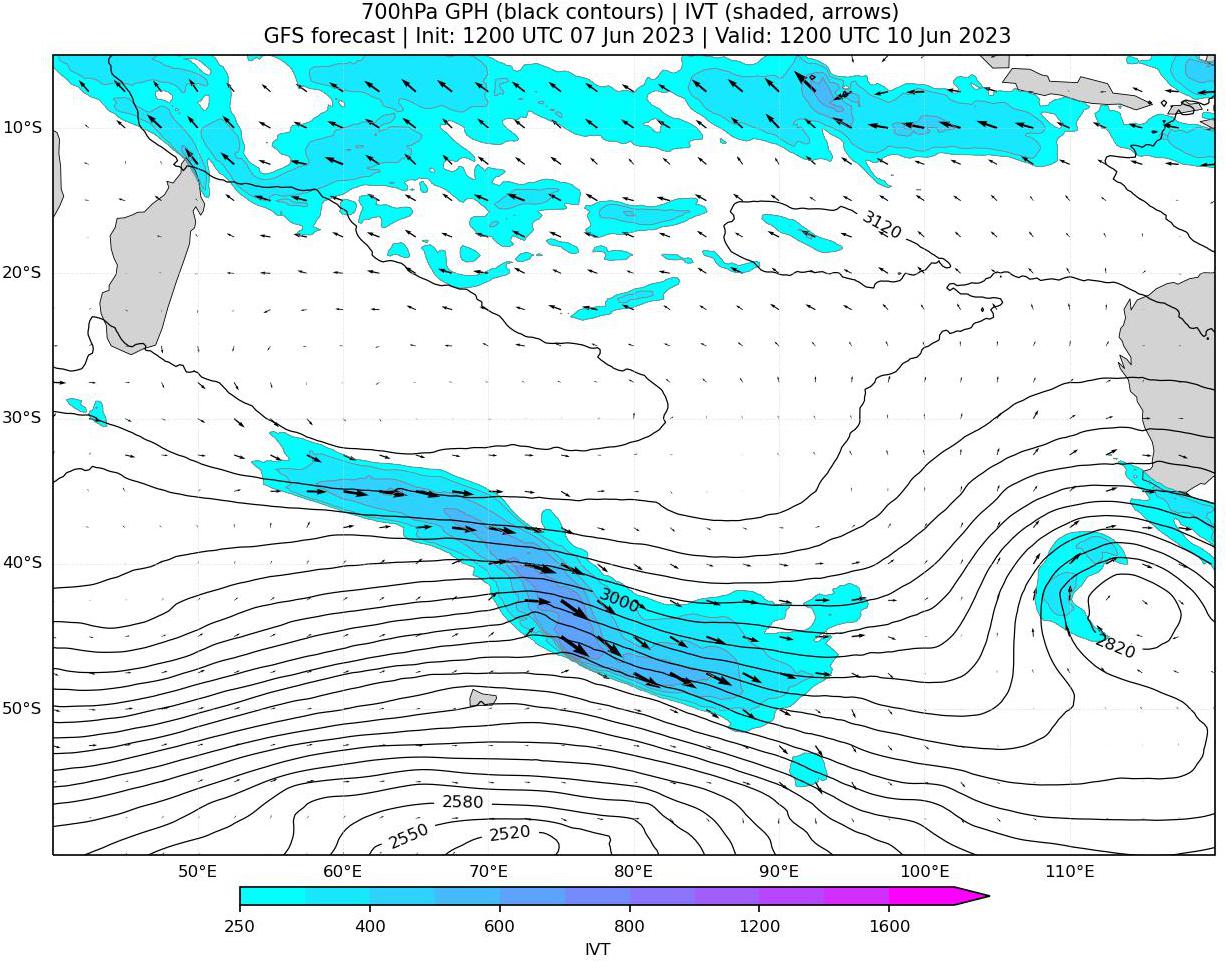 700hPa GPH (black contours) | IVT (shaded, arrows)
GFS forecast | Init: 1200 UTC 07 Jun 2023 | Valid: 1200 UTC 10 Jun 2023
10°S
3120
20°S
30°S
40°S
3000
2820
50°S
2580
2550
2520
50°E 60°E 70°E 80°E 90°E 100°E 110°E
250 400 600 800 1200 1600
IVT